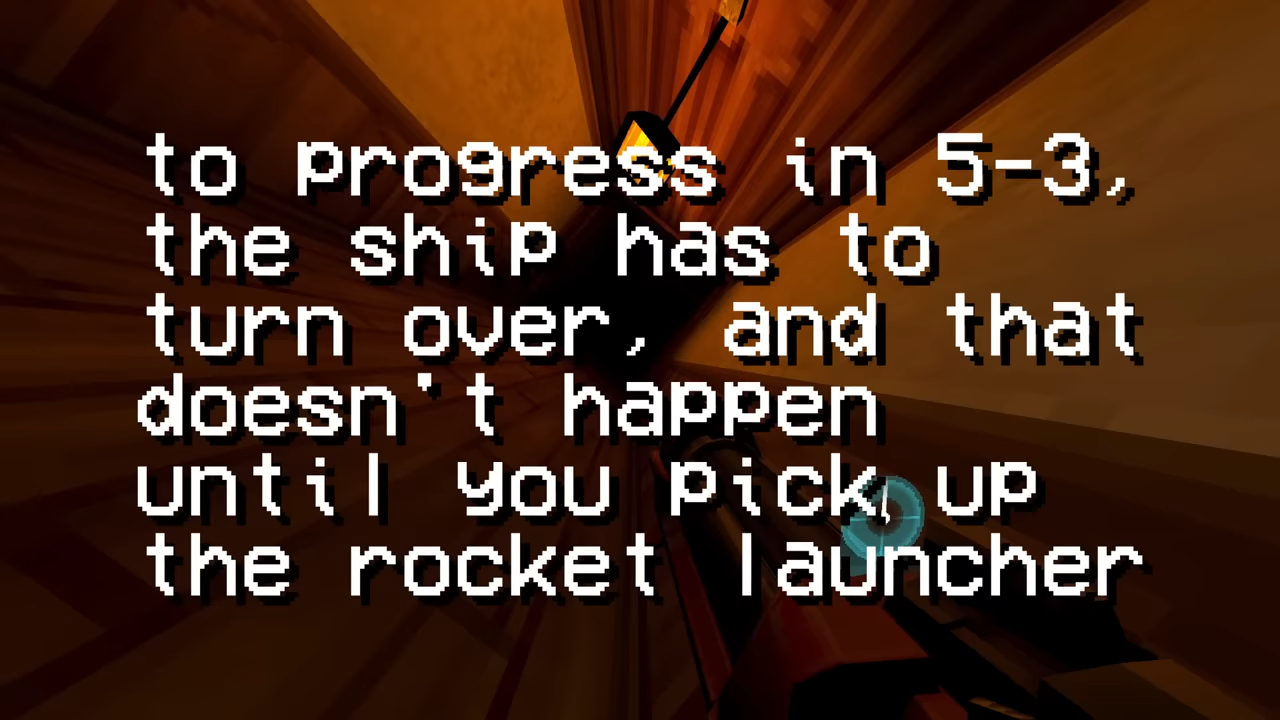 to progress in 5-3,
the ship has to
turn over, and that
doesn't happen
until you pick up
the rocket launcher